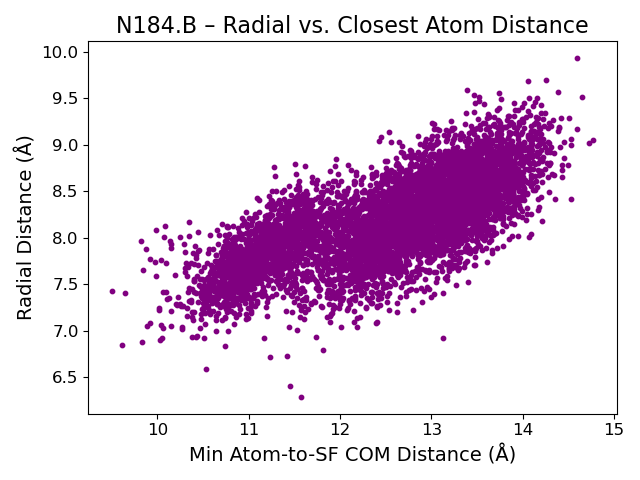 N184.B – Radial vs. Closest Atom Distance
10.0
9.5
9.0
8.5
8.0
7.5
7.0
6.5
Radial Distance (Å)
10 11 12 13 14 15
Min Atom-to-SF COM Distance (Å)